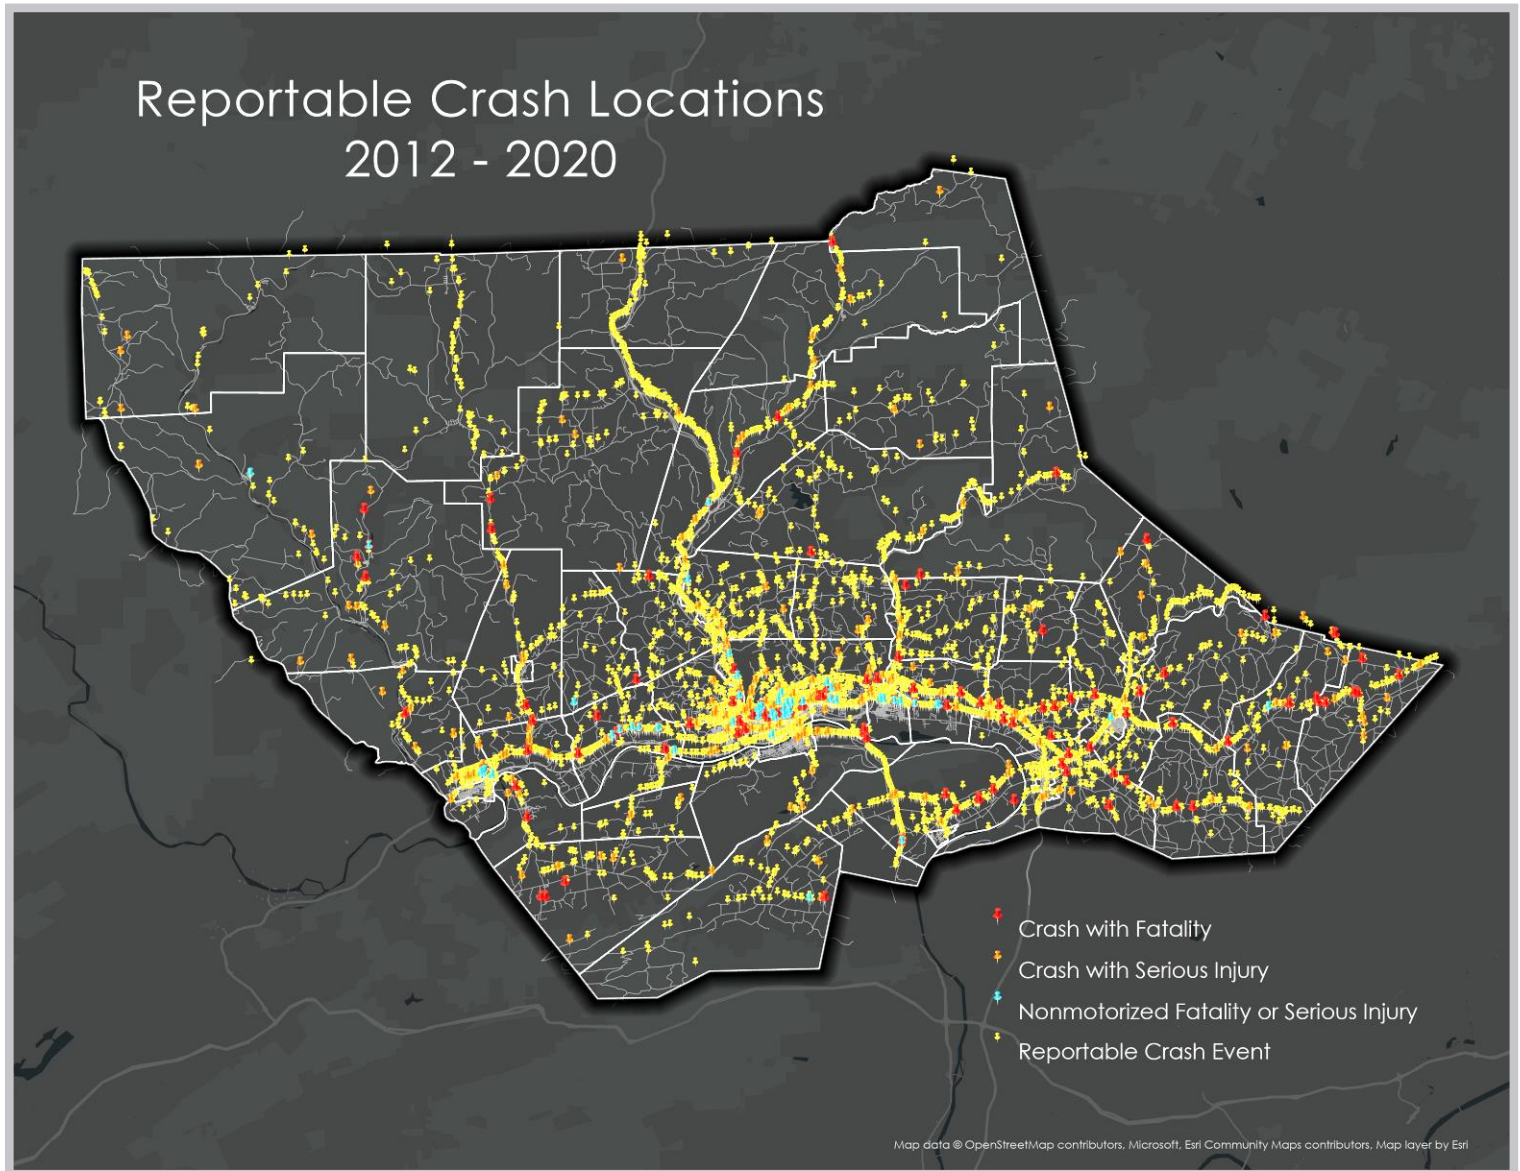 Reportable Crash Locations
2012 - 2020
Crash with Fatality
Crash with Serious Injury
Nonmotorized Fatality or Serious Injury
Reportable Crash Event
Map data © OpenStreetMap contributors, Microsoft, Esri Community Maps contributors, Map layer by Esri